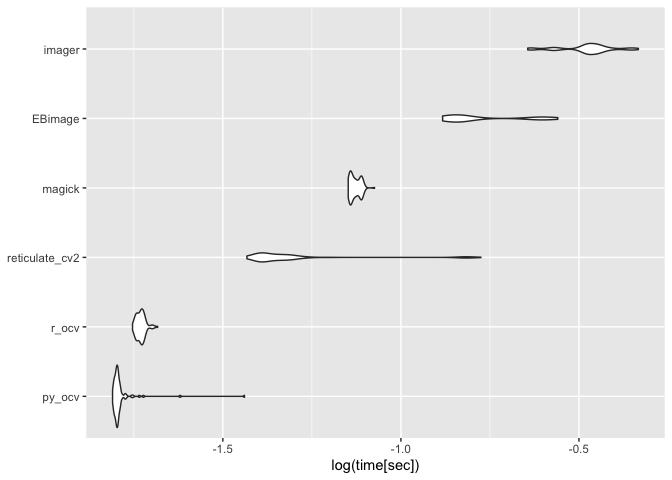 imager
EBimage
magick
reticulate_cv2
r_ocv
py_ocv
-1.5
-1.0
-0.5
log(time[sec])